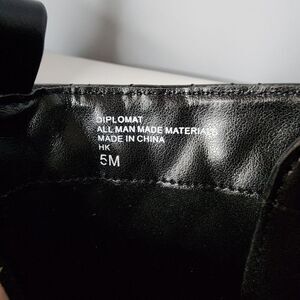 DIPLOMAT
ALL MAN MADE MATERIALS
MADE IN CHINA
HK
5M